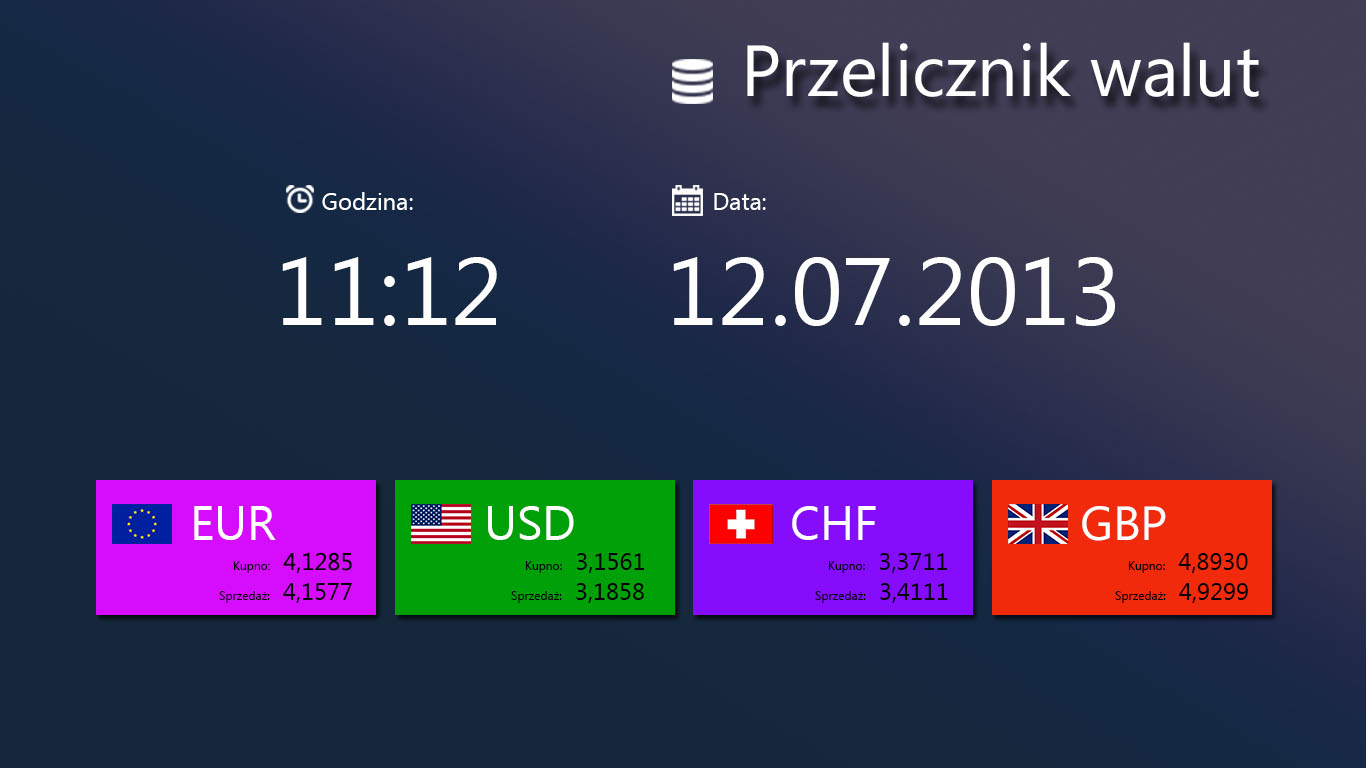 Przelicznik walut
Godzina:
11:12
Data:
12.07.2013
EUR
Kupno: 4,1285
Sprzedaż: 4,1577
USD
Kupno: 3,1561
Sprzedaż: 3,1858
CHF
Kupno: 3,3711
Sprzedaż: 3,4111
GBP
Kupno: 4,8930
Sprzedaż: 4,9299